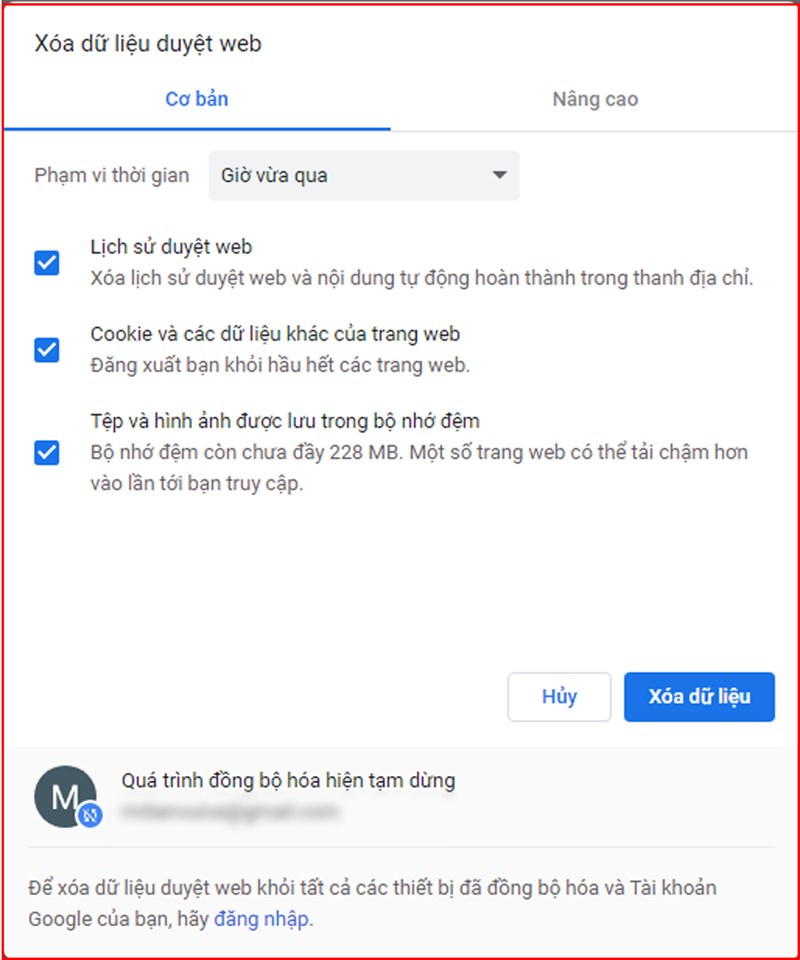 Xóa dữ liệu duyệt web
Cơ bản
Nâng cao
Phạm vi thời gian
Giờ vừa qua
Lịch sử duyệt web
Xóa lịch sử duyệt web và nội dung tự động hoàn thành trong thanh địa chỉ.
Cookie và các dữ liệu khác của trang web
Đăng xuất bạn khỏi hầu hết các trang web.
Tệp và hình ảnh được lưu trong bộ nhớ đệm
Bộ nhớ đệm còn chưa đầy 228 MB. Một số trang web có thể tải chậm hơn
vào lần tới bạn truy cập.
Hủy
Xóa dữ liệu
M
Quá trình đồng bộ hóa hiện tạm dừng
Để xóa dữ liệu duyệt web khỏi tất cả các thiết bị đã đồng bộ hóa và Tài khoản
Google của bạn, hãy đăng nhập.